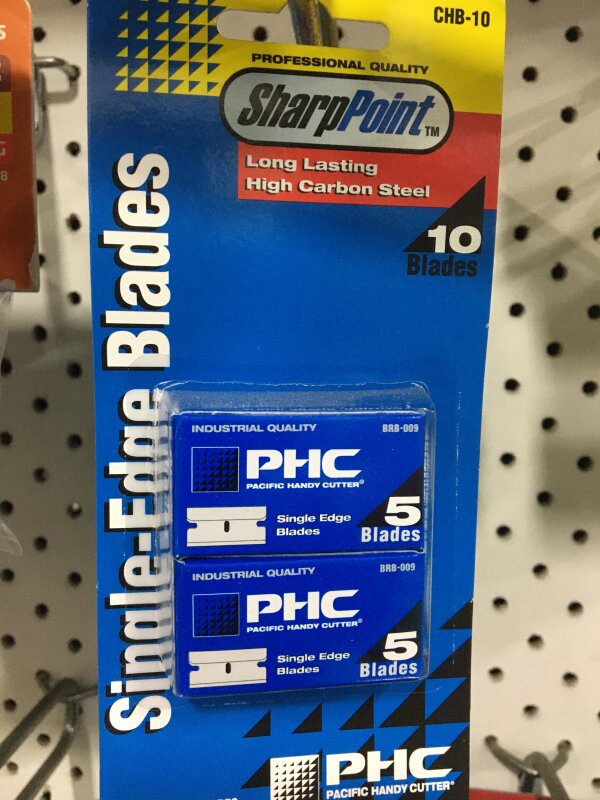 CHB-10
PROFESSIONAL QUALITY
SharpPoint™
Long Lasting
High Carbon Steel
10
Blades
Single-Edge Blades
INDUSTRIAL QUALITY BRB-009
PHC
PACIFIC HANDY CUTTER®
Single Edge
Blades
5
Blades
INDUSTRIAL QUALITY BRB-009
PHC
PACIFIC HANDY CUTTER®
Single Edge
Blades
5
Blades
PHC
PACIFIC HANDY CUTTER®